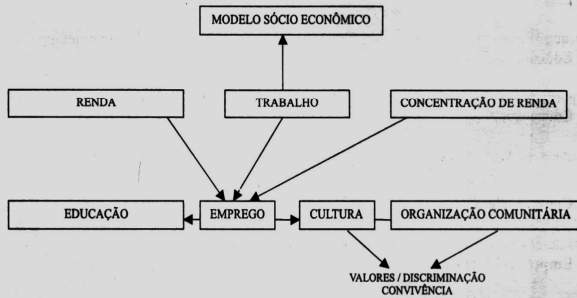 MODELO SÓCIO ECONÔMICO
RENDA
TRABALHO
CONCENTRAÇÃO DE RENDA
EDUCAÇÃO
EMPREGO
CULTURA
ORGANIZAÇÃO COMUNITÁRIA
VALORES / DISCRIMINAÇÃO
CONVIVÊNCIA